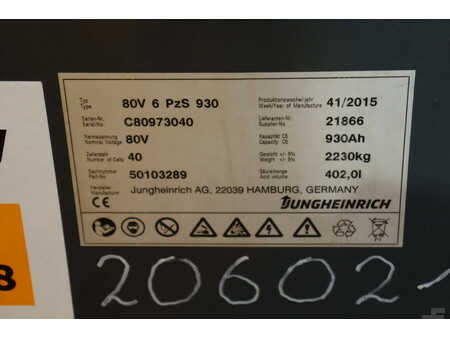 Typ
Type 80V 6 PzS 930 Produktionswoche/jahr
Week/Year of Manufacture 41/2015
Serien-Nr.
Serial-No. C80973040 Lieferanten-Nr.
Supplier-No. 21866
Nennspannung
Nominal Voltage 80V Kapazität C5
Capacity C5 930Ah
Zellenzahl
Number of Cells 40 Gewicht +/- 5%
Weight +/- 5% 2230kg
Sachnummer
Part-No 50103289 Säuremenge
Acid volume 402,0l
Hersteller
Manufacturer Jungheinrich AG, 22039 HAMBURG, GERMANY
CE JUNGHEINRICH
8
20602